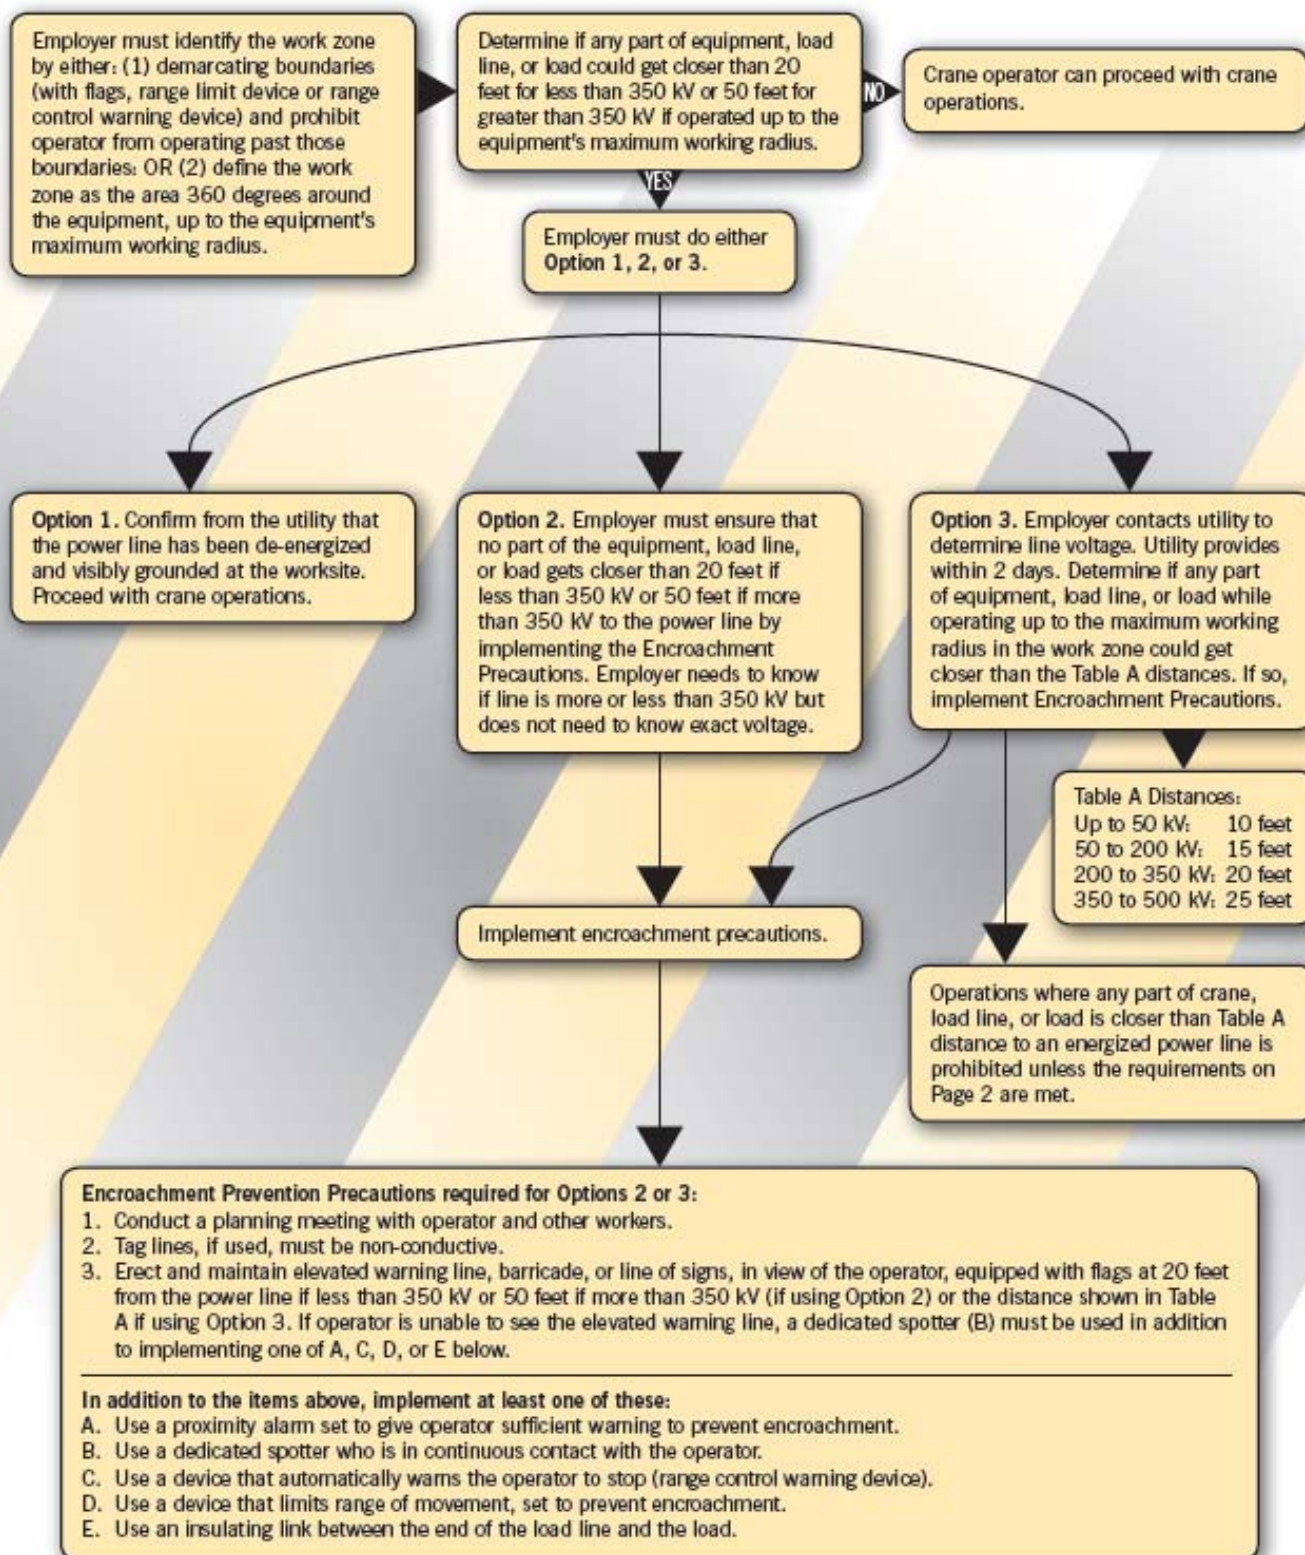 Employer must identify the work zone
by either: (1) demarcating boundaries
(with flags, range limit device or range
control warning device) and prohibit
operator from operating past those
boundaries: OR (2) define the work
zone as the area 360 degrees around
the equipment, up to the equipment's
maximum working radius.
Determine if any part of equipment, load
line, or load could get closer than 20
feet for less than 350 kV or 50 feet for
greater than 350 kV if operated up to the
equipment's maximum working radius.
NO
Crane operator can proceed with crane
operations.
YES
Employer must do either
Option 1, 2, or 3.
Option 1. Confirm from the utility that
the power line has been de-energized
and visibly grounded at the worksite.
Proceed with crane operations.
Option 2. Employer must ensure that
no part of the equipment, load line,
or load gets closer than 20 feet if
less than 350 kV or 50 feet if more
than 350 kV to the power line by
implementing the Encroachment
Precautions. Employer needs to know
if line is more or less than 350 kV but
does not need to know exact voltage.
Option 3. Employer contacts utility to
determine line voltage. Utility provides
within 2 days. Determine if any part
of equipment, load line, or load while
operating up to the maximum working
radius in the work zone could get
closer than the Table A distances. If so,
implement Encroachment Precautions.
Table A Distances:
Up to 50 kV: 10 feet
50 to 200 kV: 15 feet
200 to 350 kV: 20 feet
350 to 500 kV: 25 feet
Implement encroachment precautions.
Operations where any part of crane,
load line, or load is closer than Table A
distance to an energized power line is
prohibited unless the requirements on
Page 2 are met.
Encroachment Prevention Precautions required for Options 2 or 3:
1. Conduct a planning meeting with operator and other workers.
2. Tag lines, if used, must be non-conductive.
3. Erect and maintain elevated warning line, barricade, or line of signs, in view of the operator, equipped with flags at 20 feet
from the power line if less than 350 kV or 50 feet if more than 350 kV (if using Option 2) or the distance shown in Table
A if using Option 3. If operator is unable to see the elevated warning line, a dedicated spotter (B) must be used in addition
to implementing one of A, C, D, or E below.
In addition to the items above, implement at least one of these:
A. Use a proximity alarm set to give operator sufficient warning to prevent encroachment.
B. Use a dedicated spotter who is in continuous contact with the operator.
C. Use a device that automatically warns the operator to stop (range control warning device).
D. Use a device that limits range of movement, set to prevent encroachment.
E. Use an insulating link between the end of the load line and the load.